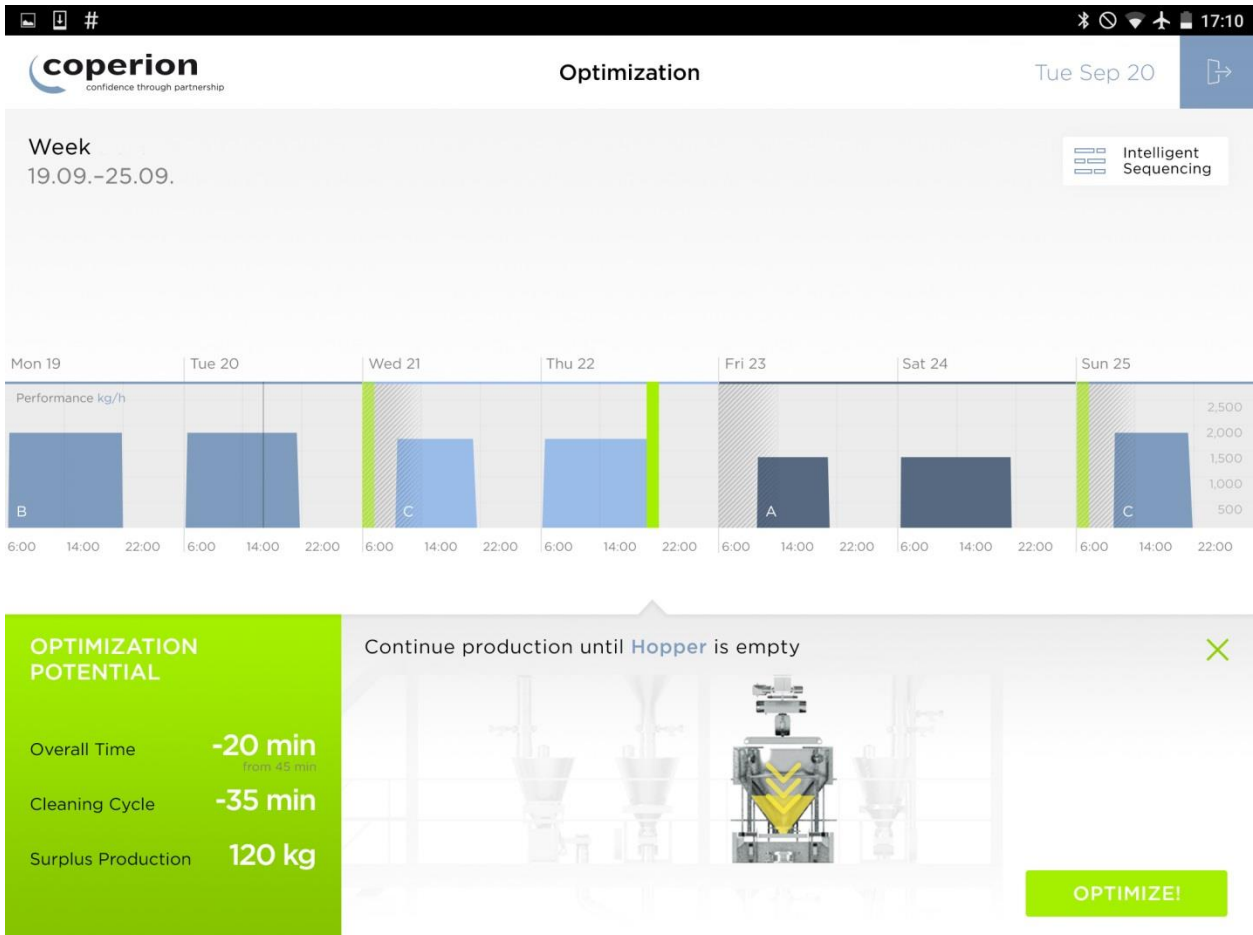 # 17:10
coperion
confidence through partnership
Optimization
Tue Sep 20
Week
19.09.–25.09.
Intelligent
Sequencing
Mon 19 Tue 20 Wed 21 Thu 22 Fri 23 Sat 24 Sun 25
Performance kg/h
2,500
2,000
1,500
1,000
500
B C A C
6:00 14:00 22:00 6:00 14:00 22:00 6:00 14:00 22:00 6:00 14:00 22:00 6:00 14:00 22:00 6:00 14:00 22:00 6:00 14:00 22:00
OPTIMIZATION
POTENTIAL
Overall Time -20 min
from 45 min
Cleaning Cycle -35 min
Surplus Production 120 kg
Continue production until Hopper is empty
OPTIMIZE!